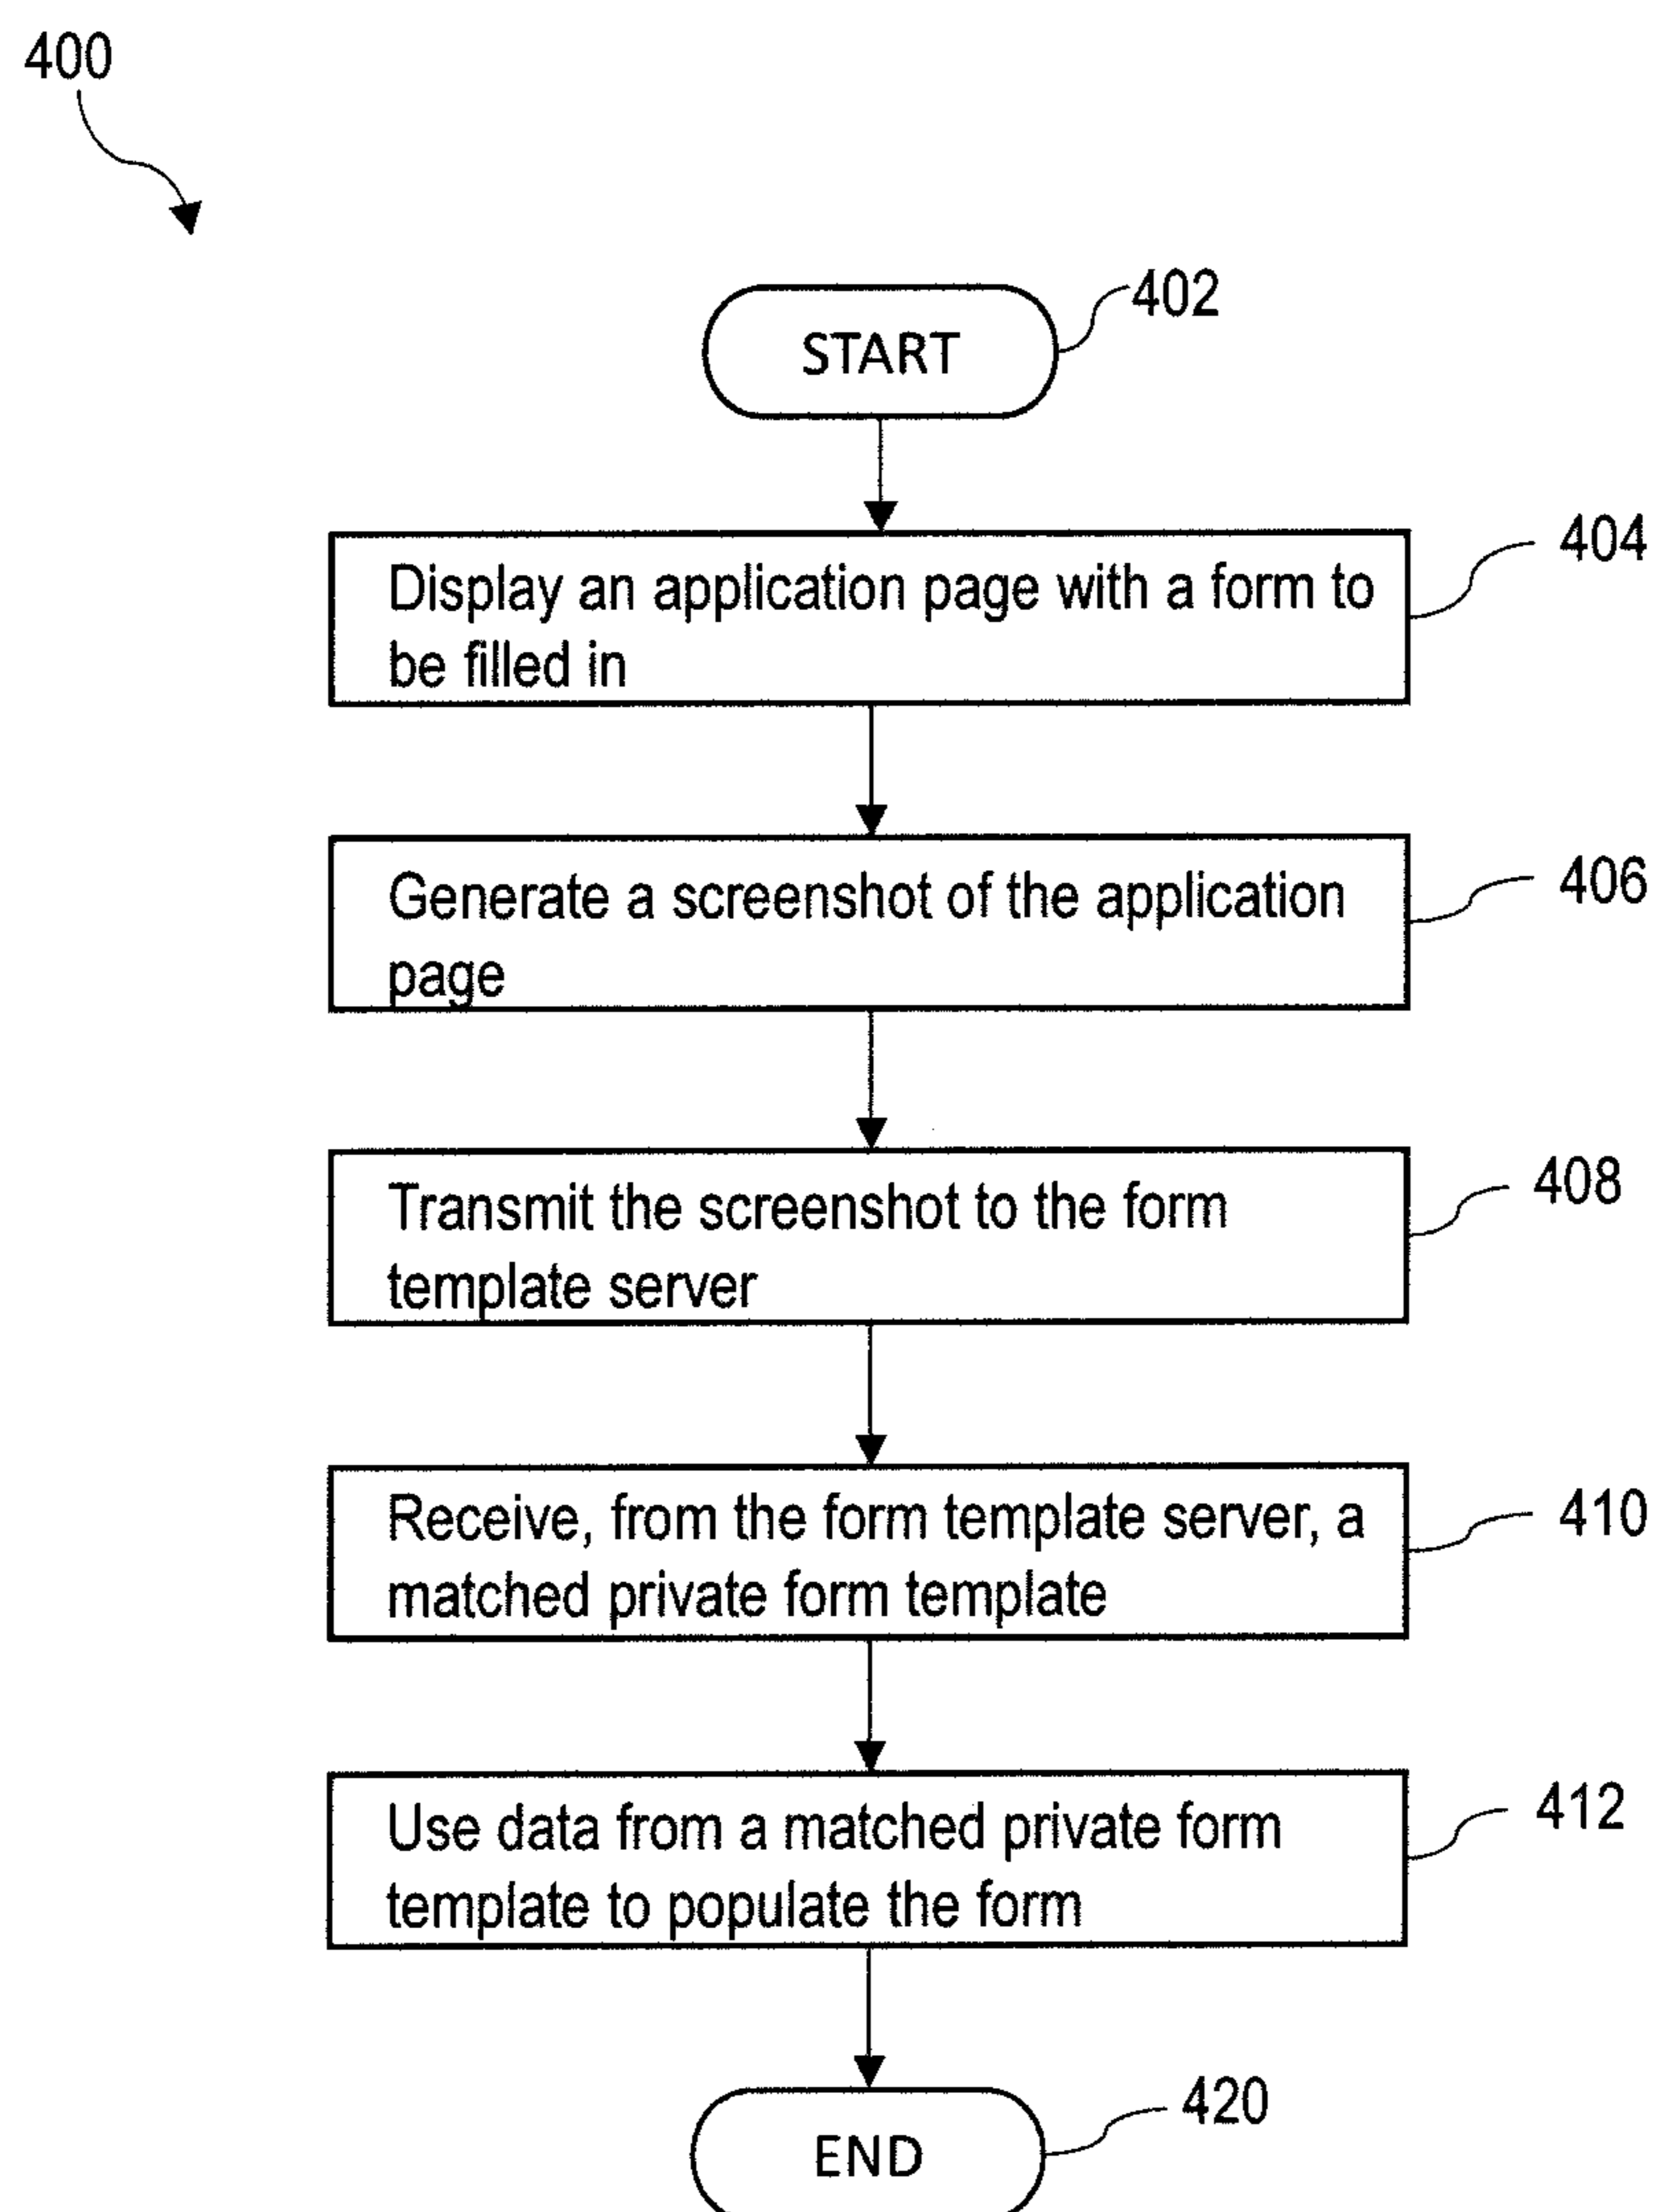 400
START
402
Display an application page with a form to
be filled in
404
Generate a screenshot of the application
page
406
Transmit the screenshot to the form
template server
408
Receive, from the form template server, a
matched private form template
410
Use data from a matched private form
template to populate the form
412
END
420